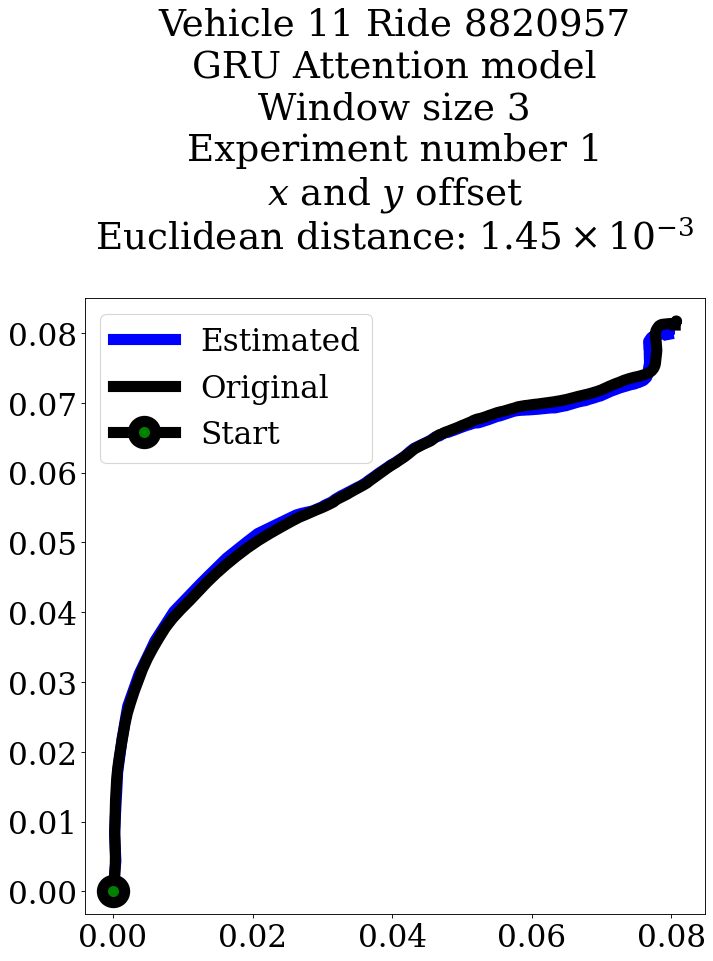 Vehicle 11 Ride 8820957
GRU Attention model
Window size 3
Experiment number 1
x and y offset
Euclidean distance: 1.45 × 10⁻³
Estimated
Original
Start
0.08
0.07
0.06
0.05
0.04
0.03
0.02
0.01
0.00
0.00 0.02 0.04 0.06 0.08